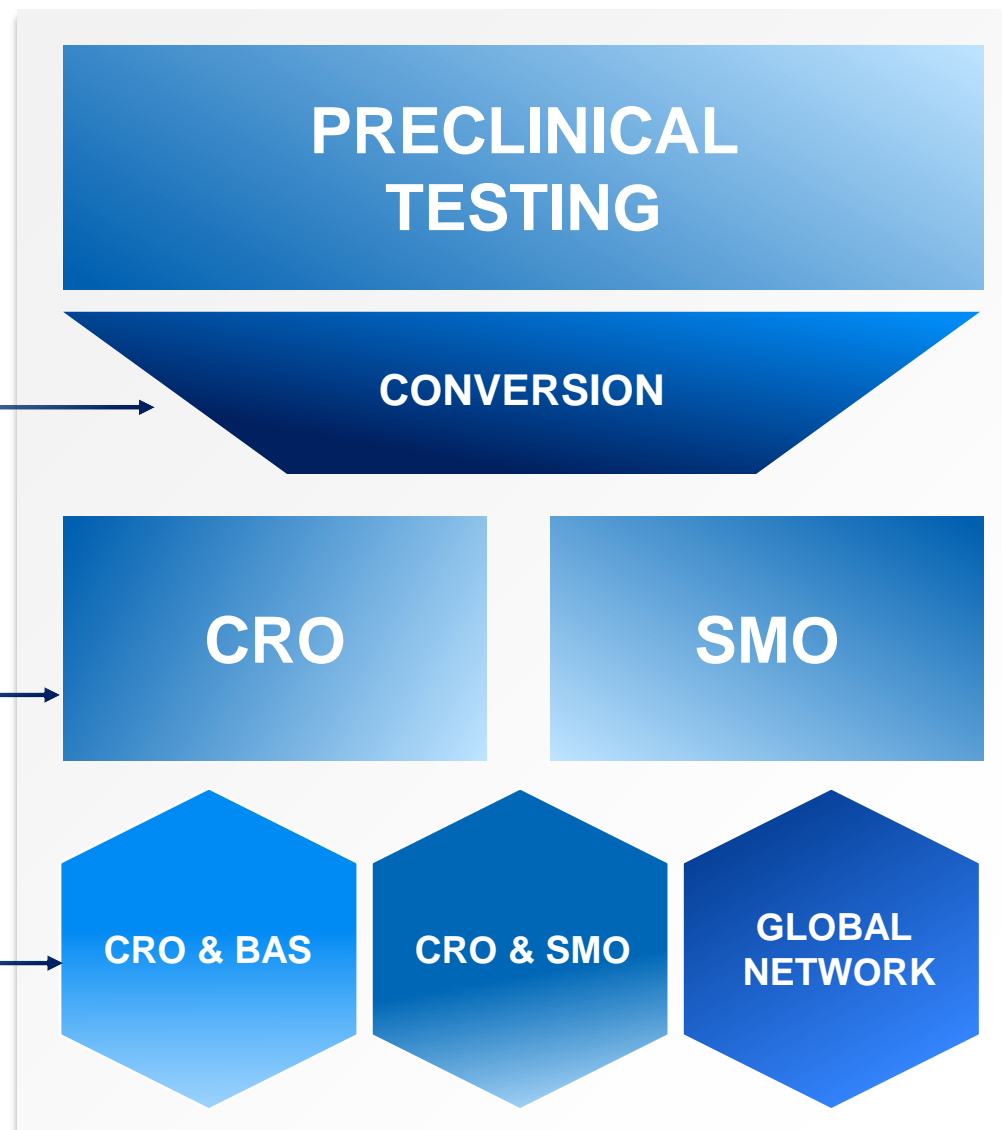 PRECLINICAL
TESTING
CONVERSION
CRO
SMO
CRO & BAS
CRO & SMO
GLOBAL
NETWORK